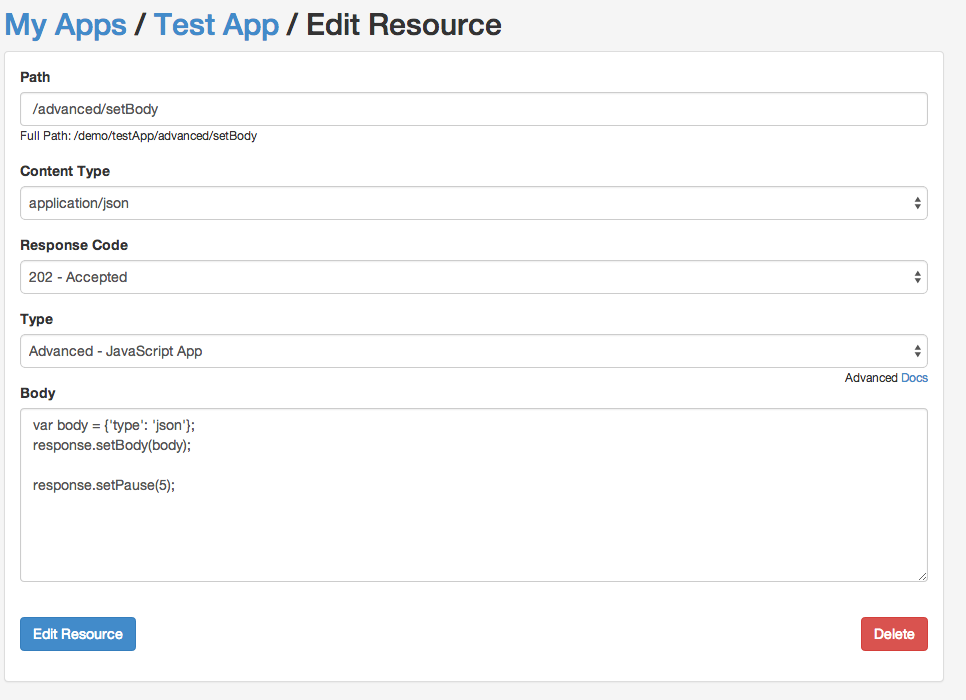 My Apps / Test App / Edit Resource
Path
/advanced/setBody
Full Path: /demo/testApp/advanced/setBody
Content Type
application/json
Response Code
202 - Accepted
Type
Advanced - JavaScript App
Advanced Docs
Body
var body = {'type': 'json'};
response.setBody(body);
response.setPause(5);
Edit Resource
Delete